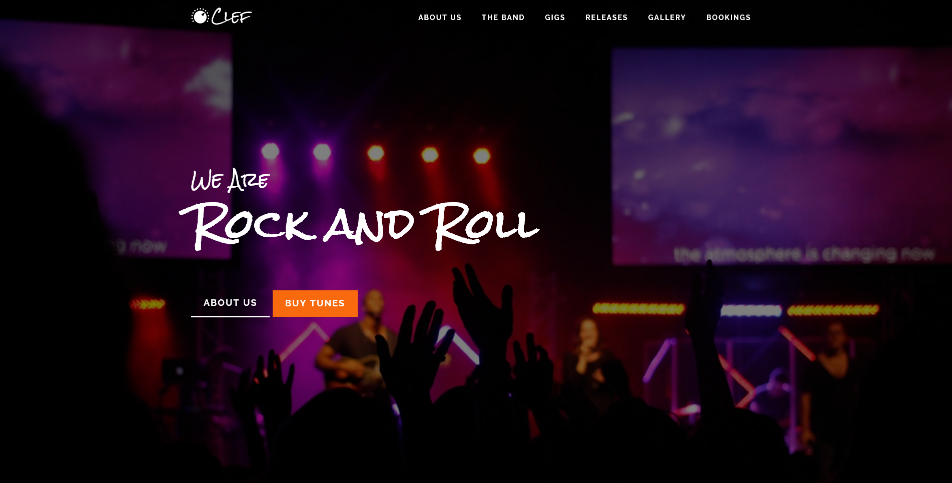 Clef
ABOUT US THE BAND GIGS RELEASES GALLERY BOOKINGS
We Are
Rock and Roll
ng now
the atmosphere is changing now
ABOUT US BUY TUNES